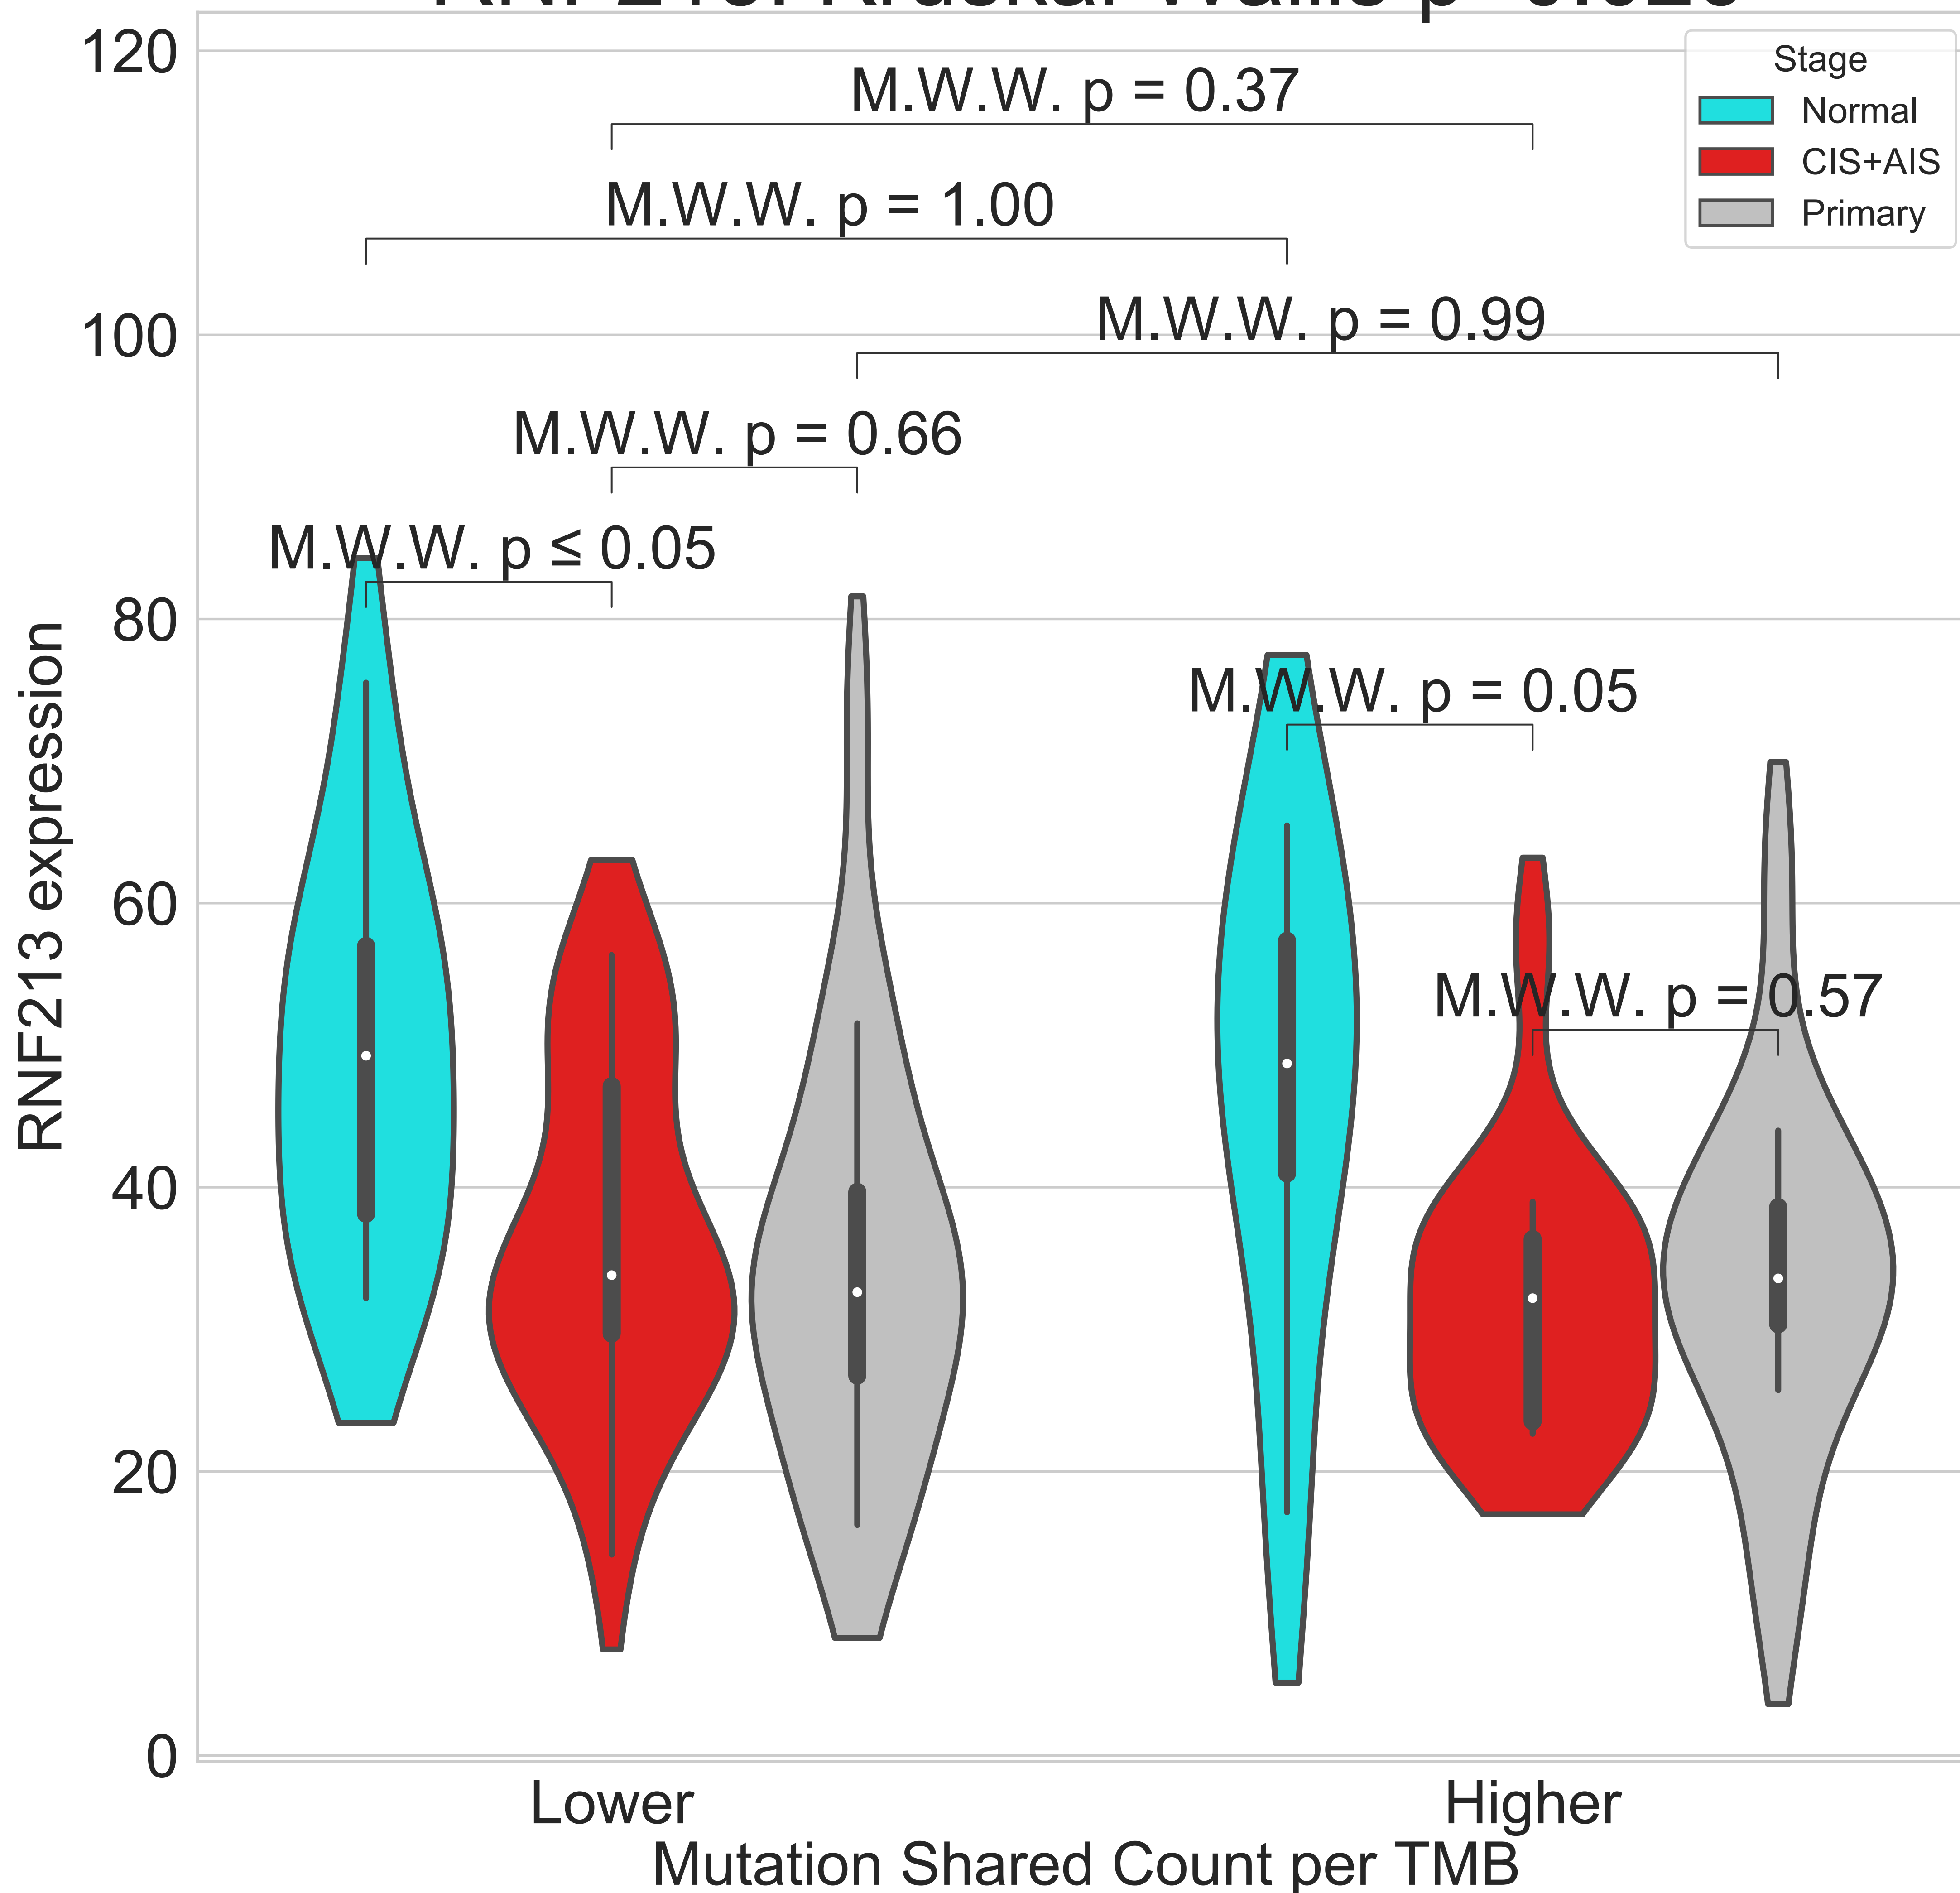 120
M.W.W. p = 0.37
Stage
Normal
CIS+AIS
Primary
M.W.W. p = 1.00
100
M.W.W. p = 0.99
M.W.W. p = 0.66
M.W.W. p ≤ 0.05
80
M.W.W. p = 0.05
60
M.W.W. p = 0.57
40
20
0
RNF213 expression
Lower
Higher
Mutation Shared Count per TMB